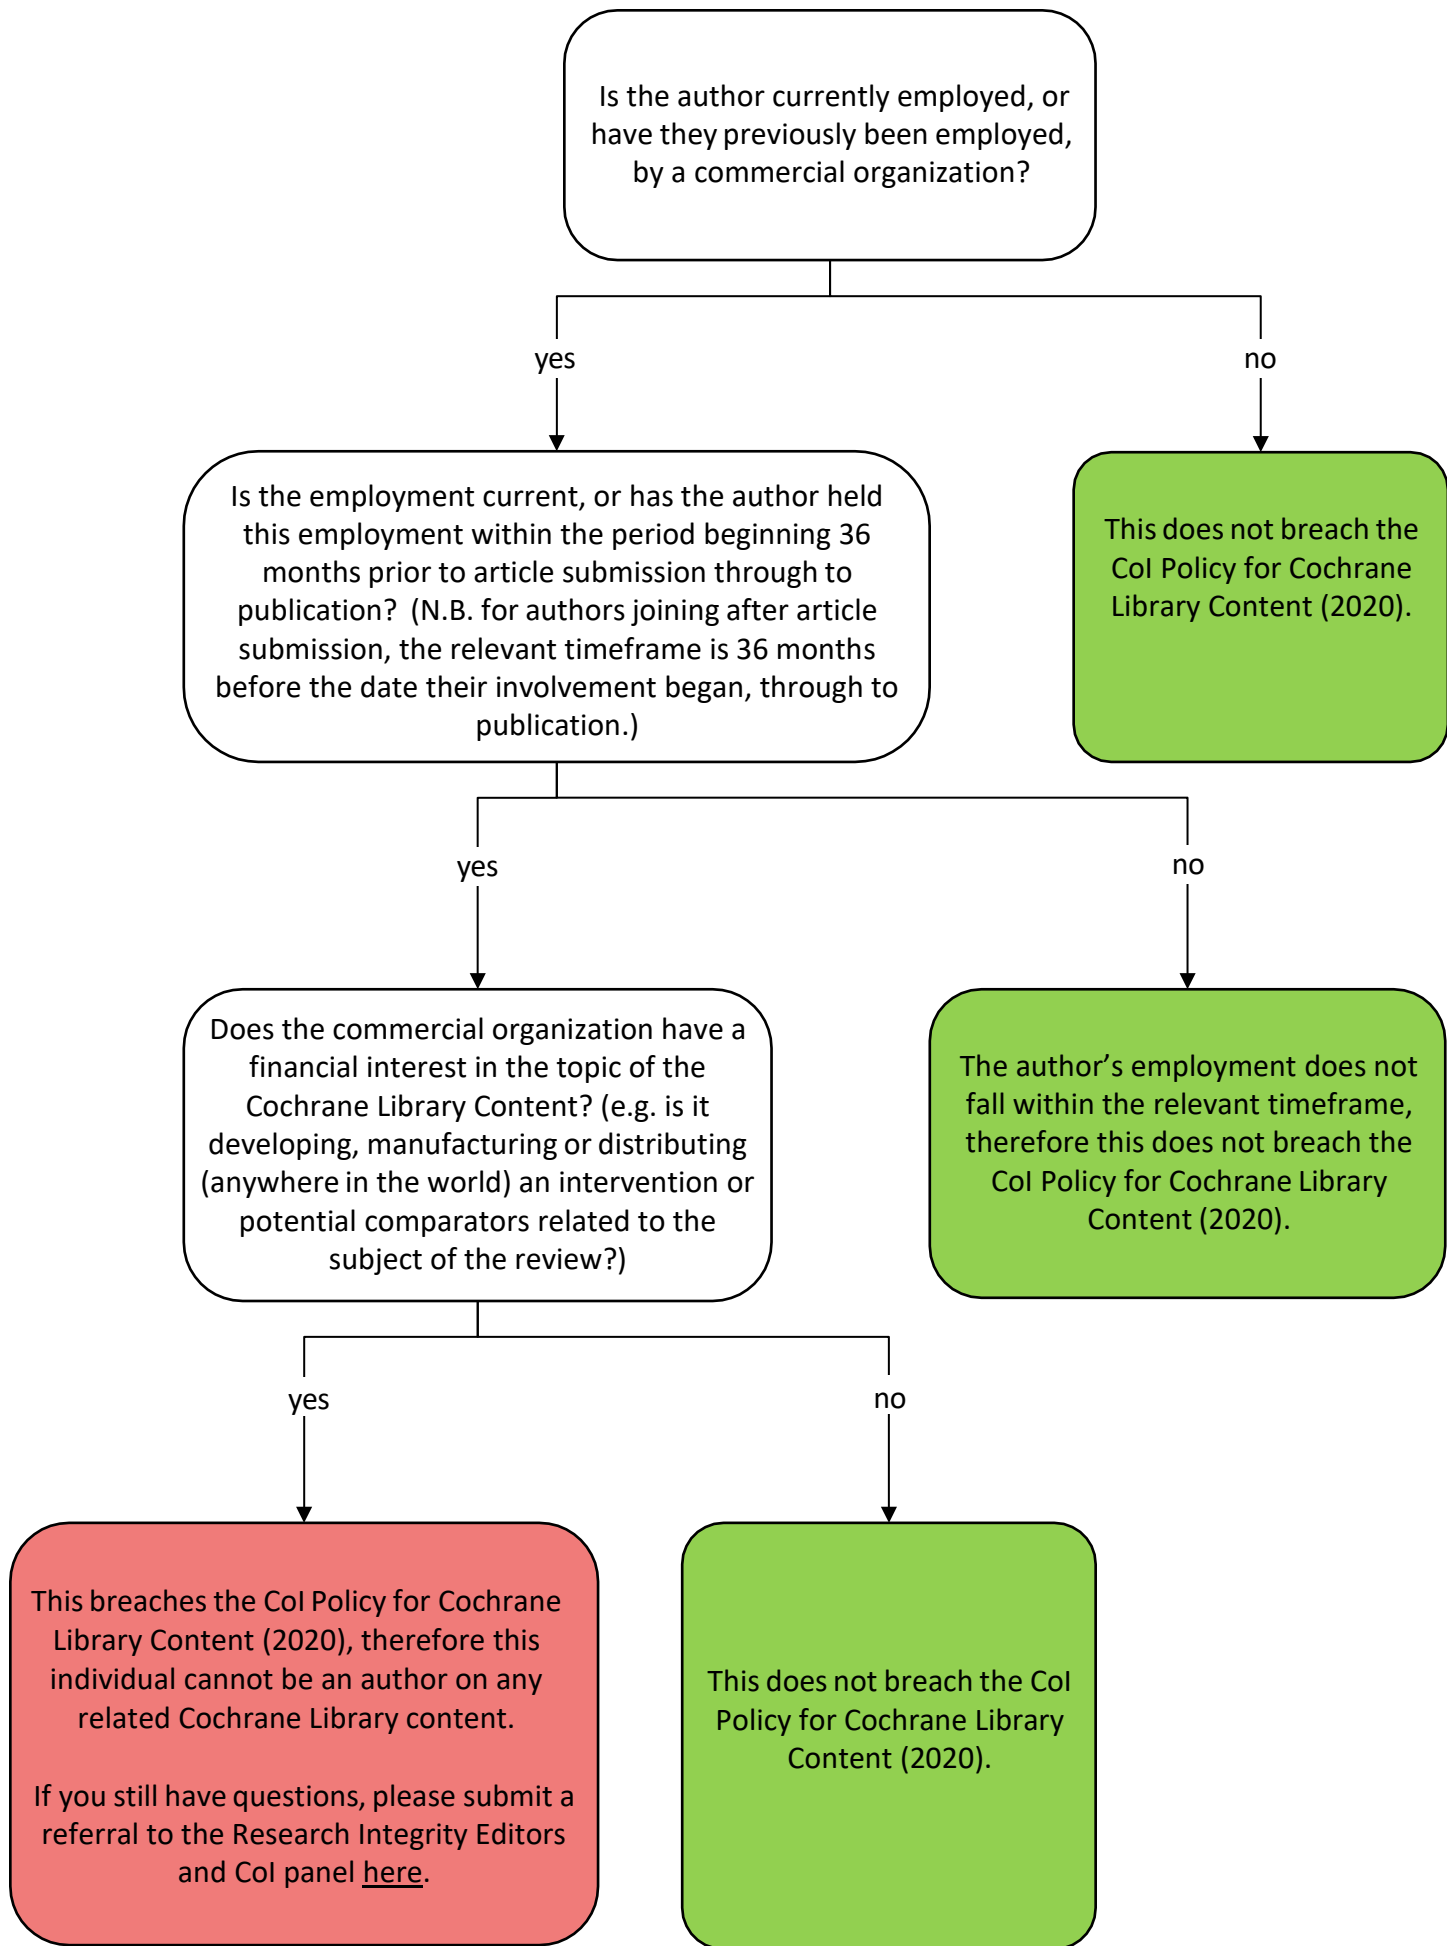 Is the author currently employed, or
have they previously been employed,
by a commercial organization?
yes
no
Is the employment current, or has the author held
this employment within the period beginning 36
months prior to article submission through to
publication? (N.B. for authors joining after article
submission, the relevant timeframe is 36 months
before the date their involvement began, through to
publication.)
This does not breach the
CoI Policy for Cochrane
Library Content (2020).
yes
no
Does the commercial organization have a
financial interest in the topic of the
Cochrane Library Content? (e.g. is it
developing, manufacturing or distributing
(anywhere in the world) an intervention or
potential comparators related to the
subject of the review?)
The author’s employment does not
fall within the relevant timeframe,
therefore this does not breach the
CoI Policy for Cochrane Library
Content (2020).
yes
no
This breaches the CoI Policy for Cochrane
Library Content (2020), therefore this
individual cannot be an author on any
related Cochrane Library content.
If you still have questions, please submit a
referral to the Research Integrity Editors
and CoI panel here.
This does not breach the CoI
Policy for Cochrane Library
Content (2020).